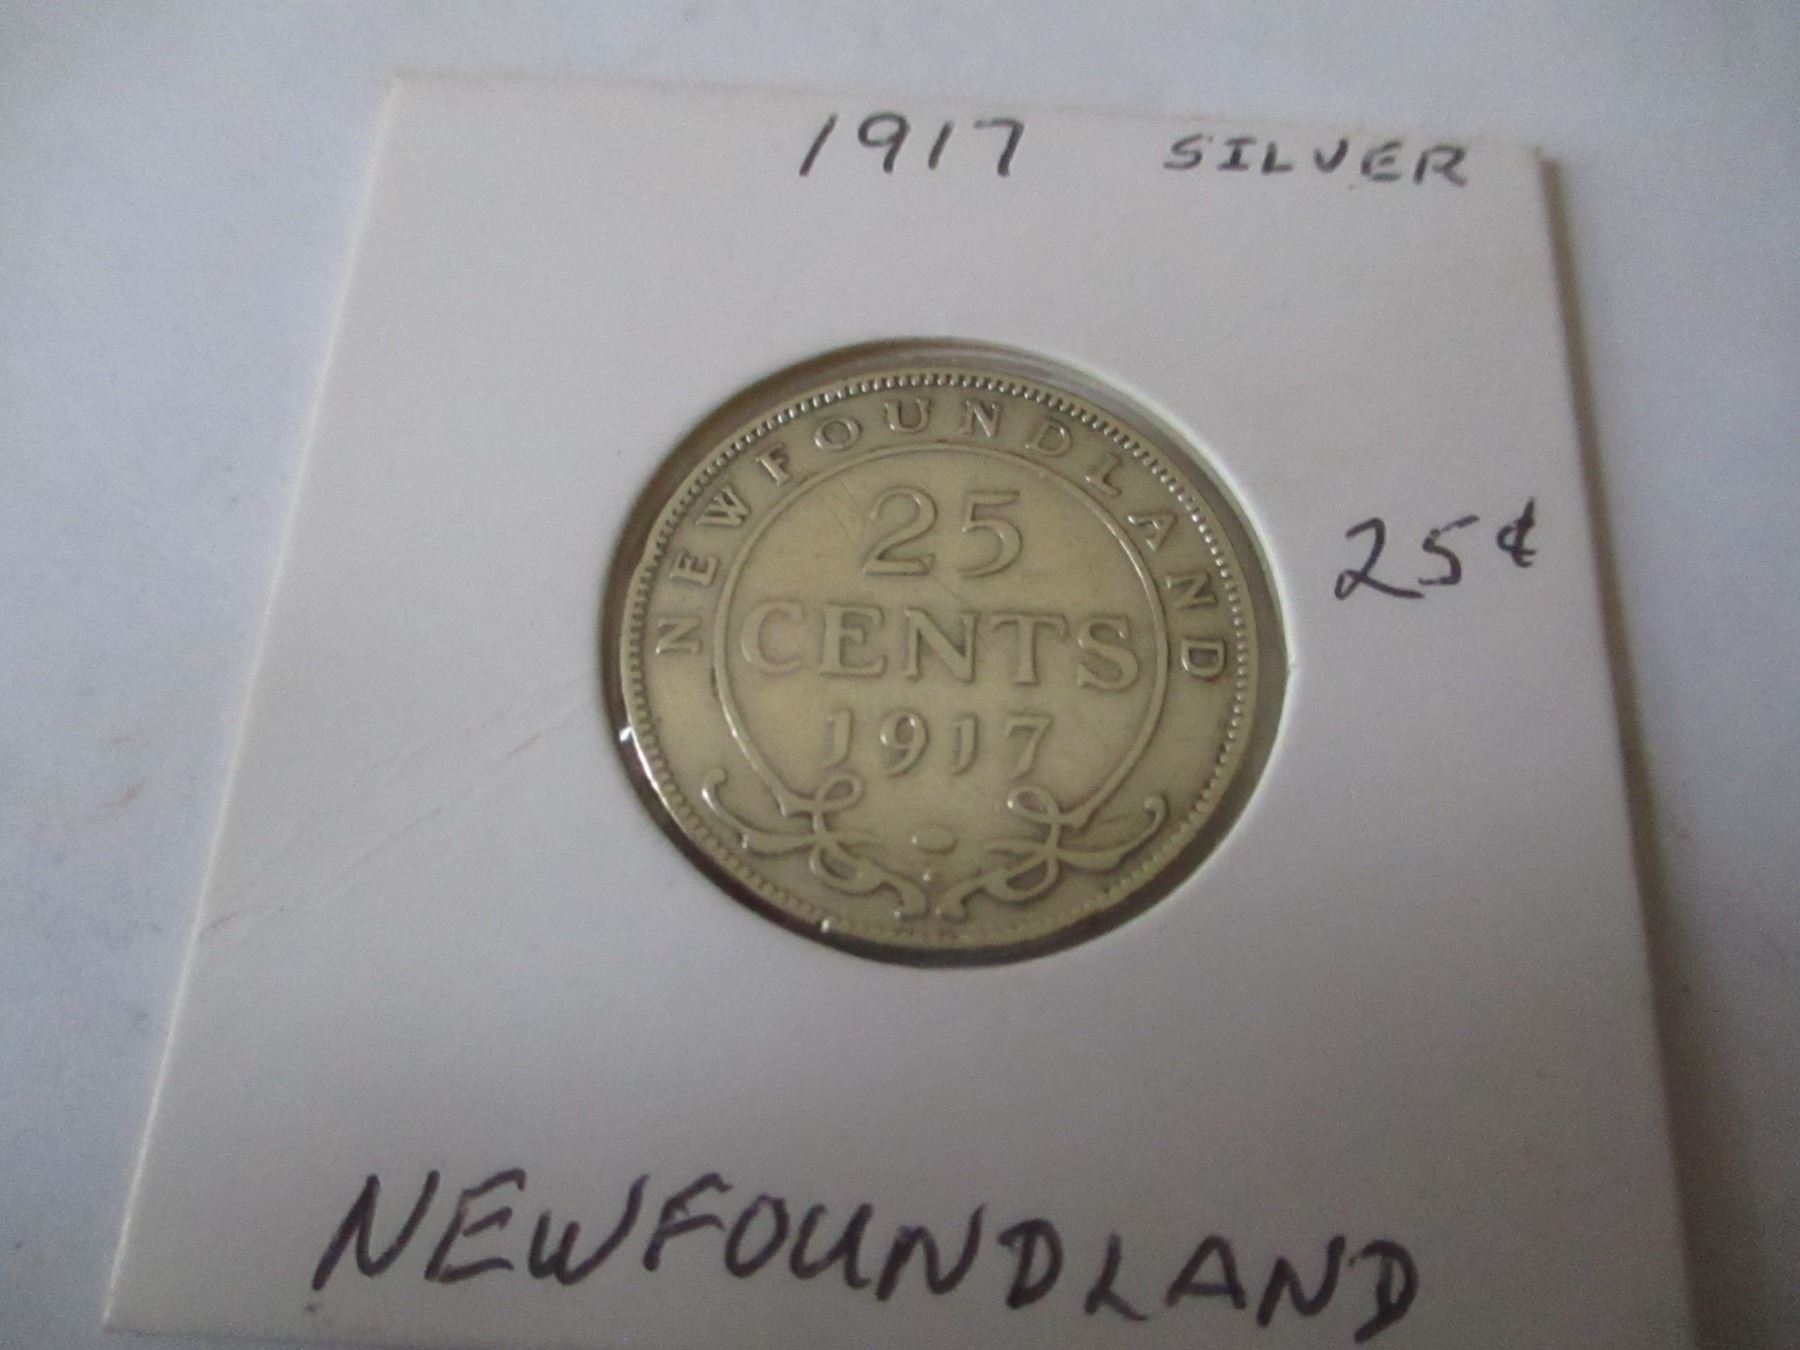 1917 SILVER
NEWFOUNDLAND
25
CENTS
1917
25¢
NEWFOUNDLAND